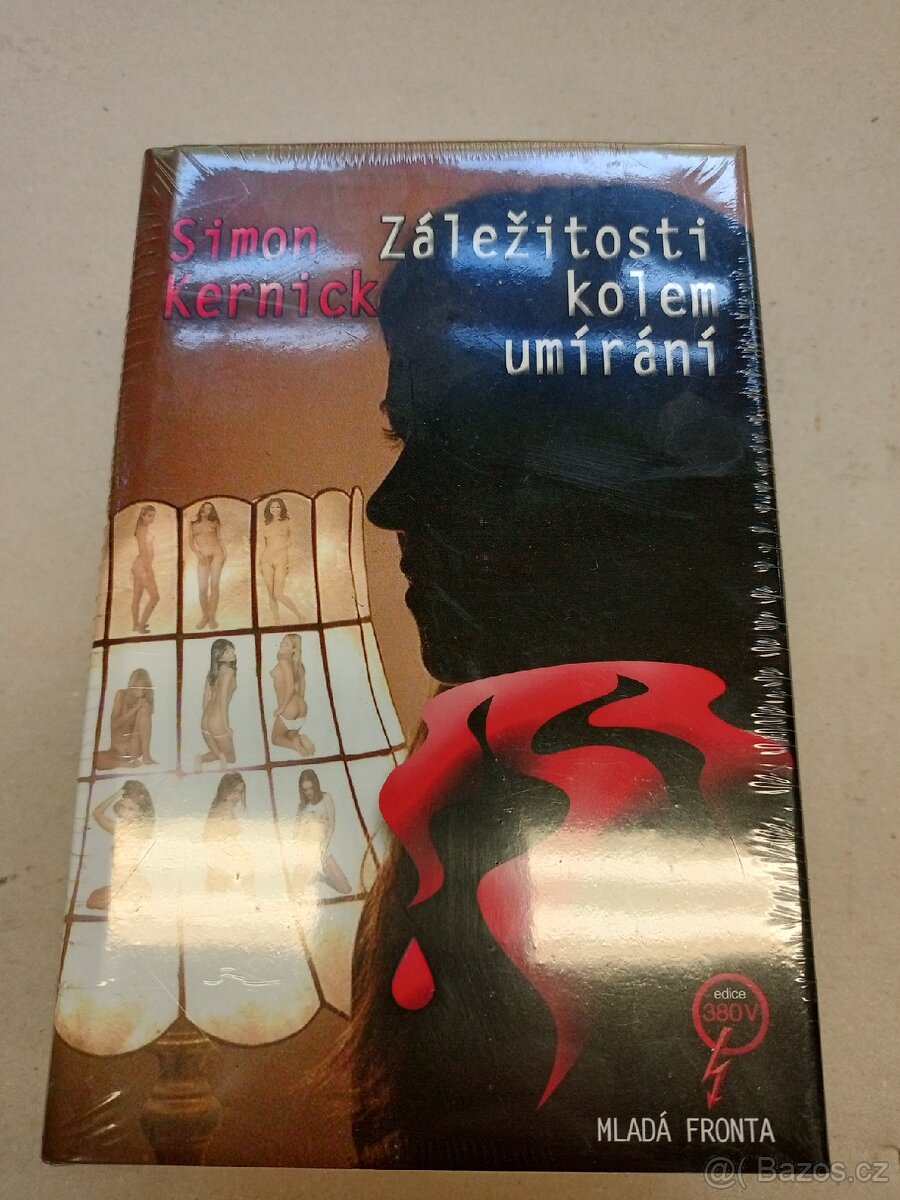 Simon
Kernick
Záležitosti
kolem
umírání
edice
380V
MLADÁ FRONTA
@( Bazos.cz